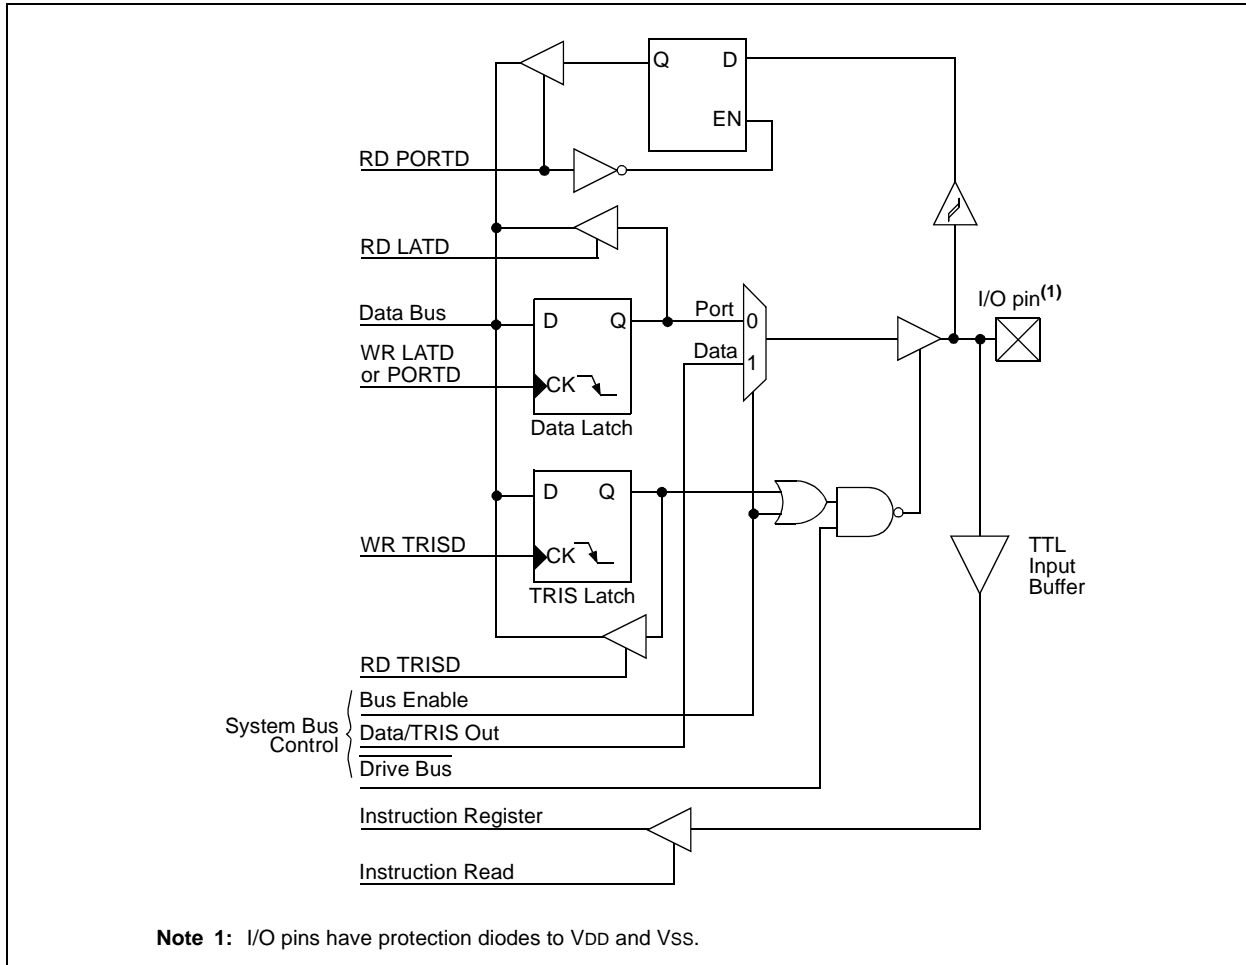 Q D
EN
RD PORTD
RD LATD
I/O pin(1)
Data Bus
D Q
Port
0
WR LATD
or PORTD
Data
1
CK
Data Latch
D Q
WR TRISD
CK
TTL
Input
Buffer
TRIS Latch
RD TRISD
Bus Enable
System Bus
Control
Data/TRIS Out
Drive Bus
Instruction Register
Instruction Read
Note 1: I/O pins have protection diodes to VDD and VSS.